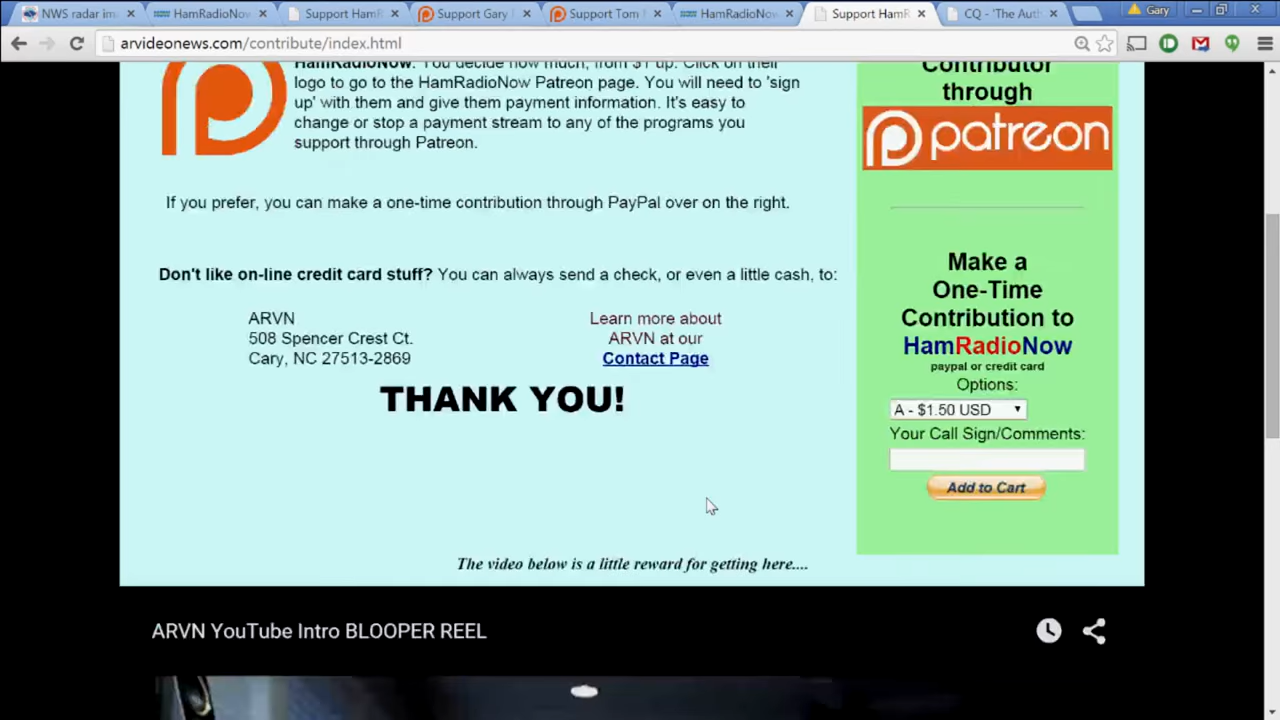 NWS radar im
HamRadioNow
Support HamR
Support Gary
Support Tom
HamRadioNow
Support HamR
CQ - 'The Auth
Gary
arvideonews.com/contribute/index.html
HamRadioNow. You decide how much, from $1 up. Click on their
logo to go to the HamRadioNow Patreon page. You will need to 'sign
up' with them and give them payment information. It's easy to
change or stop a payment stream to any of the programs you
support through Patreon.
If you prefer, you can make a one-time contribution through PayPal over on the right.
Don't like on-line credit card stuff? You can always send a check, or even a little cash, to:
ARVN
508 Spencer Crest Ct.
Cary, NC 27513-2869
Learn more about
ARVN at our
Contact Page
THANK YOU!
The video below is a little reward for getting here....
Contributor
through
patreon
Make a
One-Time
Contribution to
HamRadioNow
paypal or credit card
Options:
A - $1.50 USD
Your Call Sign/Comments:
Add to Cart
ARVN YouTube Intro BLOOPER REEL